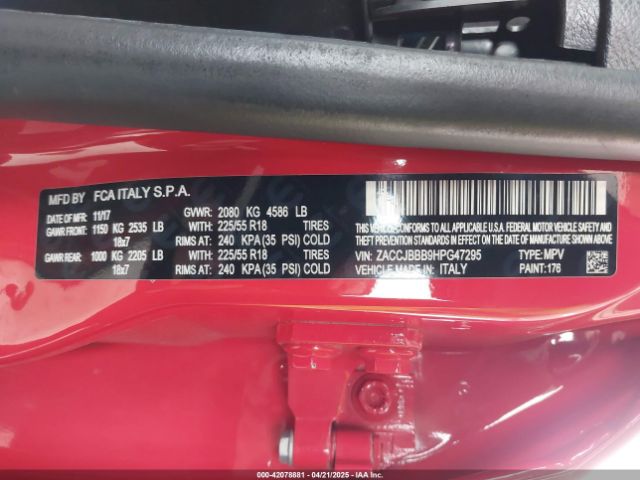 MFD BY FCA ITALY S.P.A.
DATE OF MFR: 11/17 GVWR: 2080 KG 4586 LB
GAWR FRONT: 1150 KG 2535 LB WITH: 225/55 R18 TIRES
18x7 RIMS AT: 240 KPA(35 PSI) COLD
GAWR REAR: 1000 KG 2205 LB WITH: 225/55 R18 TIRES
18x7 RIMS AT: 240 KPA(35 PSI) COLD
THIS VEHICLE CONFORMS TO ALL APPLICABLE U.S.A.
FEDERAL MOTOR VEHICLE SAFETY, BUMPER AND
THEFT PREVENTION STANDARDS IN EFFECT ON THE
DATE OF MANUFACTURE SHOWN ABOVE.
VIN: ZACCJBBB9HPG47295 TYPE: MPV
VEHICLE MADE IN: ITALY PAINT: 176
000-42078881 - 04/21/2025 - IAAI.COM